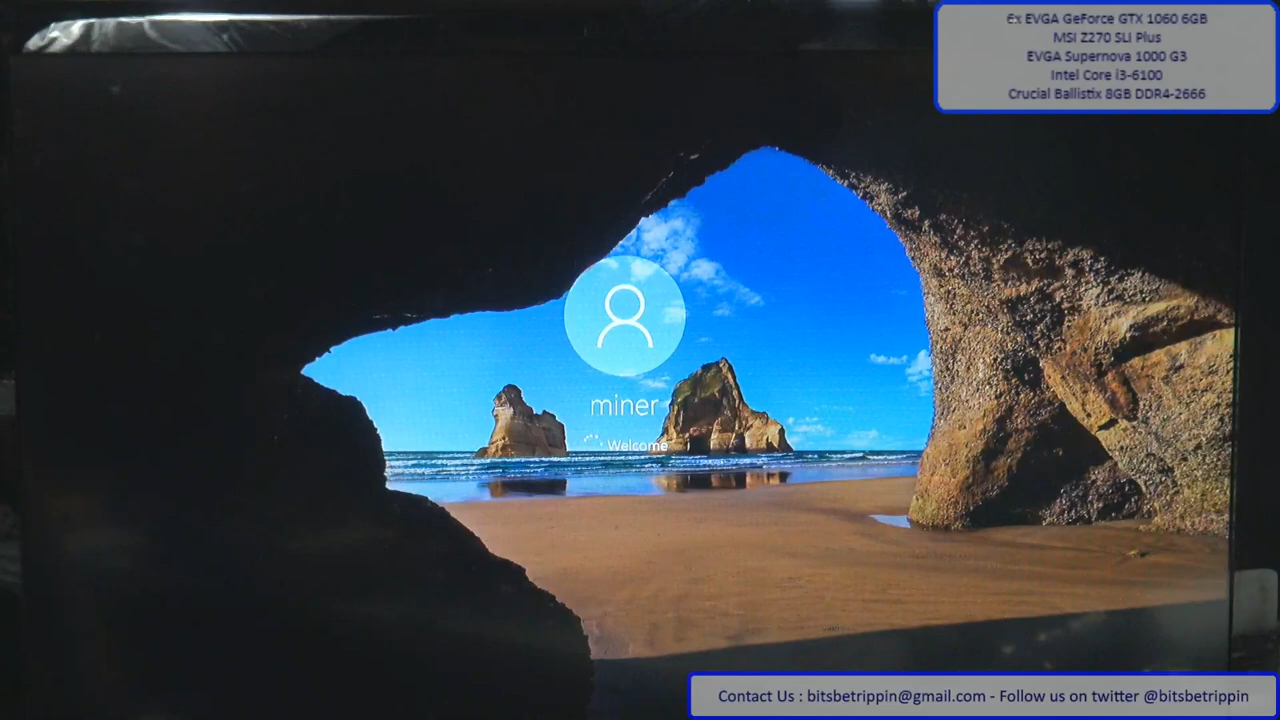 6x EVGA GeForce GTX 1060 6GB
MSI Z270 SLI Plus
EVGA Supernova 1000 G3
Intel Core i3-6100
Crucial Ballistix 8GB DDR4-2666
miner
Welcome
Contact Us : bitsbetrippin@gmail.com - Follow us on twitter @bitsbetrippin